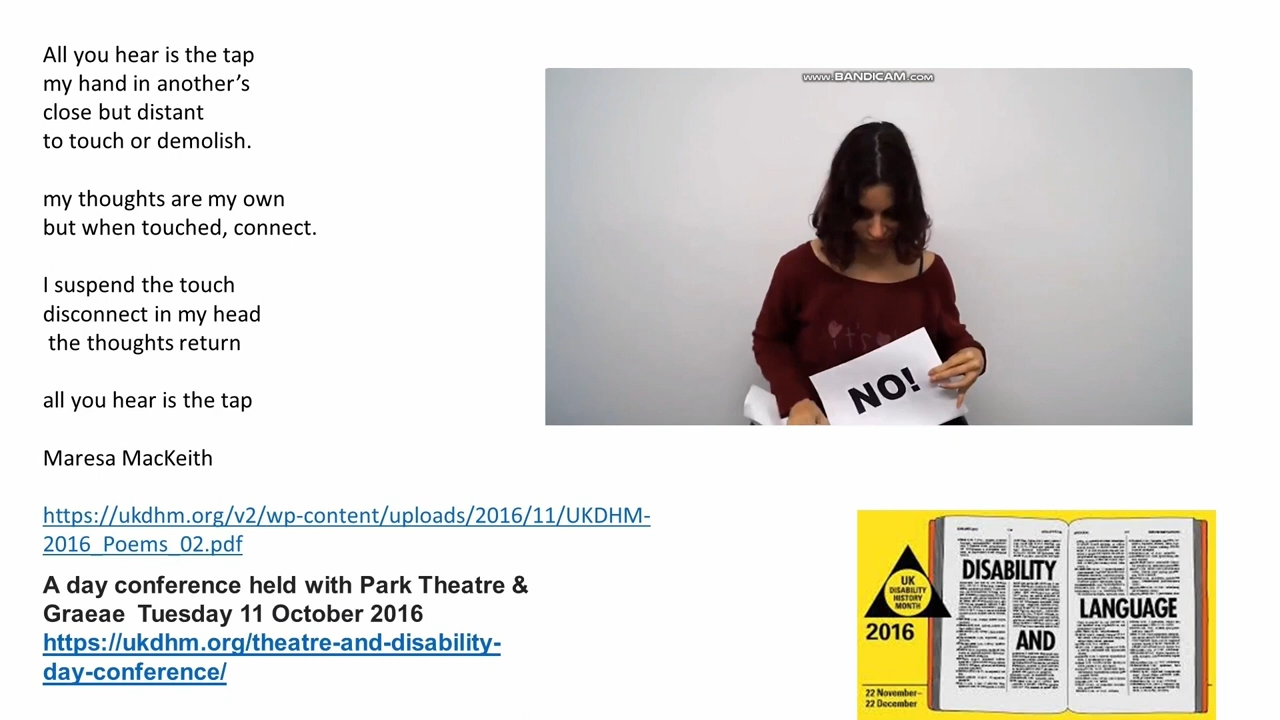 All you hear is the tap
my hand in another’s
close but distant
to touch or demolish.
my thoughts are my own
but when touched, connect.
I suspend the touch
disconnect in my head
the thoughts return
all you hear is the tap
Maresa MacKeith
https://ukdhm.org/v2/wp-content/uploads/2016/11/UKDHM-
2016_Poems_02.pdf
A day conference held with Park Theatre &
Graeae Tuesday 11 October 2016
https://ukdhm.org/theatre-and-disability-
day-conference/
www.BANDICAM.com
NO!
UK
DISABILITY
HISTORY
MONTH
2016
22 November–
22 December
DISABILITY
AND
LANGUAGE